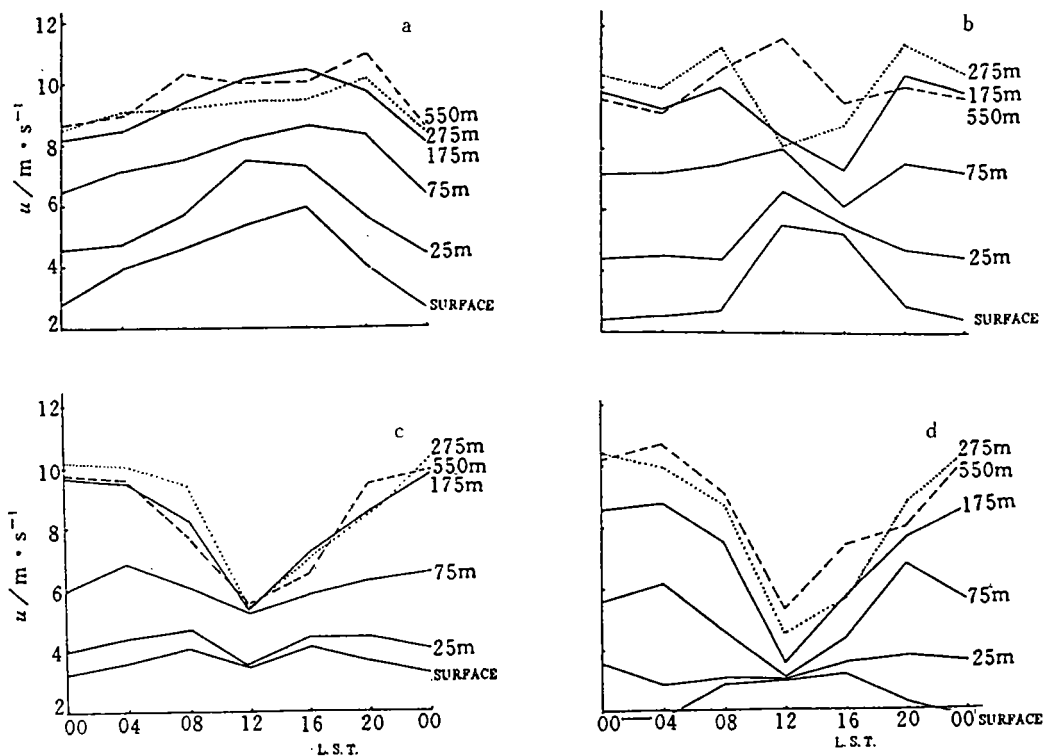 a
12
10
8
6
4
2
u/m·s⁻¹
550m
275m
175m
75m
25m
SURFACE
b
275m
175m
550m
75m
25m
SURFACE
c
12
10
8
6
4
2
u/m·s⁻¹
275m
550m
175m
75m
25m
SURFACE
00 04 08 12 16 20 00
L.S.T.
d
275m
550m
175m
75m
25m
00 04 08 12 16 20 00 SURFACE
L.S.T.